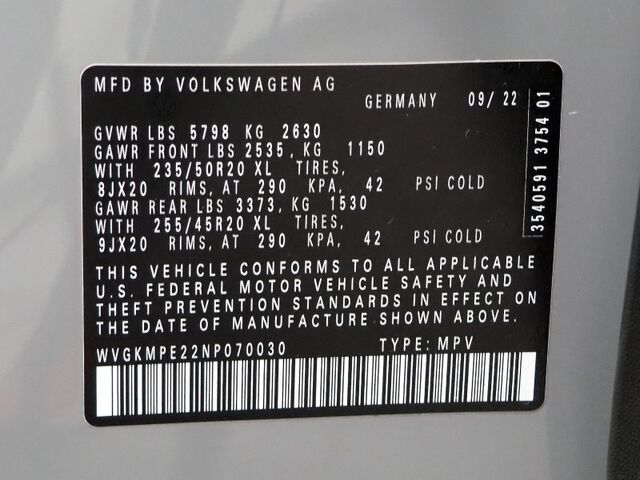 MFD BY VOLKSWAGEN AG
GERMANY 09/ 22
GVWR LBS 5798 KG 2630
GAWR FRONT LBS 2535, KG 1150
WITH 235/50R20 XL TIRES,
8JX20 RIMS, AT 290 KPA, 42 PSI COLD
GAWR REAR LBS 3373, KG 1530
WITH 255/45R20 XL TIRES,
9JX20 RIMS, AT 290 KPA, 42 PSI COLD
THIS VEHICLE CONFORMS TO ALL APPLICABLE
U.S. FEDERAL MOTOR VEHICLE SAFETY AND
THEFT PREVENTION STANDARDS IN EFFECT ON
THE DATE OF MANUFACTURE SHOWN ABOVE.
WVGKMPE22NP070030 TYPE: MPV
3540591 3754 01